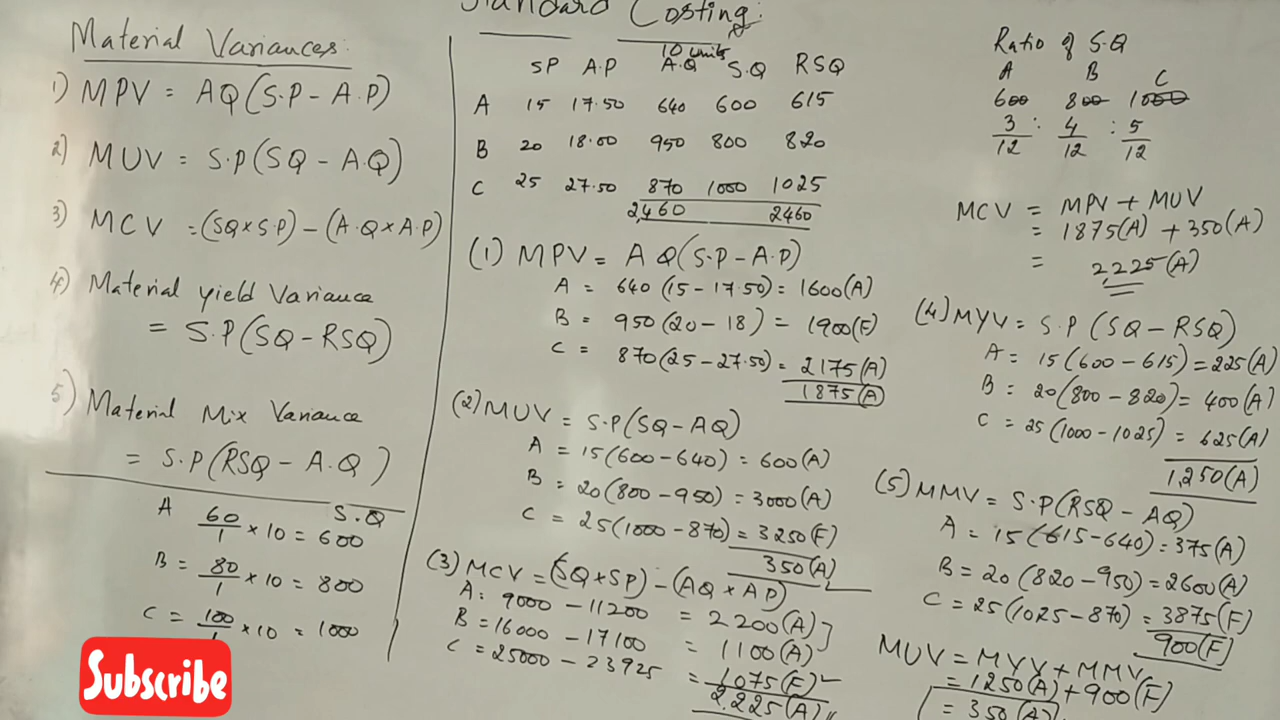 Standard Costing:
Material Variances:
1) MPV = AQ(S.P - A.P)
2) MUV = S.P(SQ - A.Q)
3) MCV = (SQ x S.P) - (A.Q x A.P)
4) Material yield Variance
= S.P(SQ - RSQ)
5) Material Mix Variance
= S.P(RSQ - A.Q)
S.Q
A 60/1 x 10 = 600
B = 80/1 x 10 = 800
C = 100/1 x 10 = 1000
Subscribe
10 units
SP A.P A.Q S.Q RSQ
A 15 17.50 640 600 615
B 20 18.00 950 800 820
C 25 27.50 870 1000 1025
2,460 2460
(1) MPV = AQ(S.P - A.P)
A = 640(15 - 17.50) = 1600(A)
B = 950(20 - 18) = 1900(F)
C = 870(25 - 27.50) = 2175(A)
1875(A)
(2) MUV = S.P(SQ - AQ)
A = 15(600 - 640) = 600(A)
B = 20(800 - 950) = 3000(A)
C = 25(1000 - 870) = 3250(F)
350(A)
(3) MCV = (SQ x SP) - (AQ x AP)
A: 9000 - 11200 = 2200(A)
B = 16000 - 17100 = 1100(A)
C = 25000 - 23925 = 1075(F)
2,225(A)
Ratio of S.Q
A B C
600 800 1000
3/12 : 4/12 : 5/12
MCV = MPV + MUV
= 1875(A) + 350(A)
= 2,225(A)
(4) MYV = S.P(SQ - RSQ)
A = 15(600 - 615) = 225(A)
B = 20(800 - 820) = 400(A)
C = 25(1000 - 1025) = 625(A)
1,250(A)
(5) MMV = S.P(RSQ - AQ)
A = 15(615 - 640) = 375(A)
B = 20(820 - 950) = 2600(A)
C = 25(1025 - 870) = 3875(F)
900(F)
MUV = MYV + MMV
= 1250(A) + 900(F)
= 350(A)